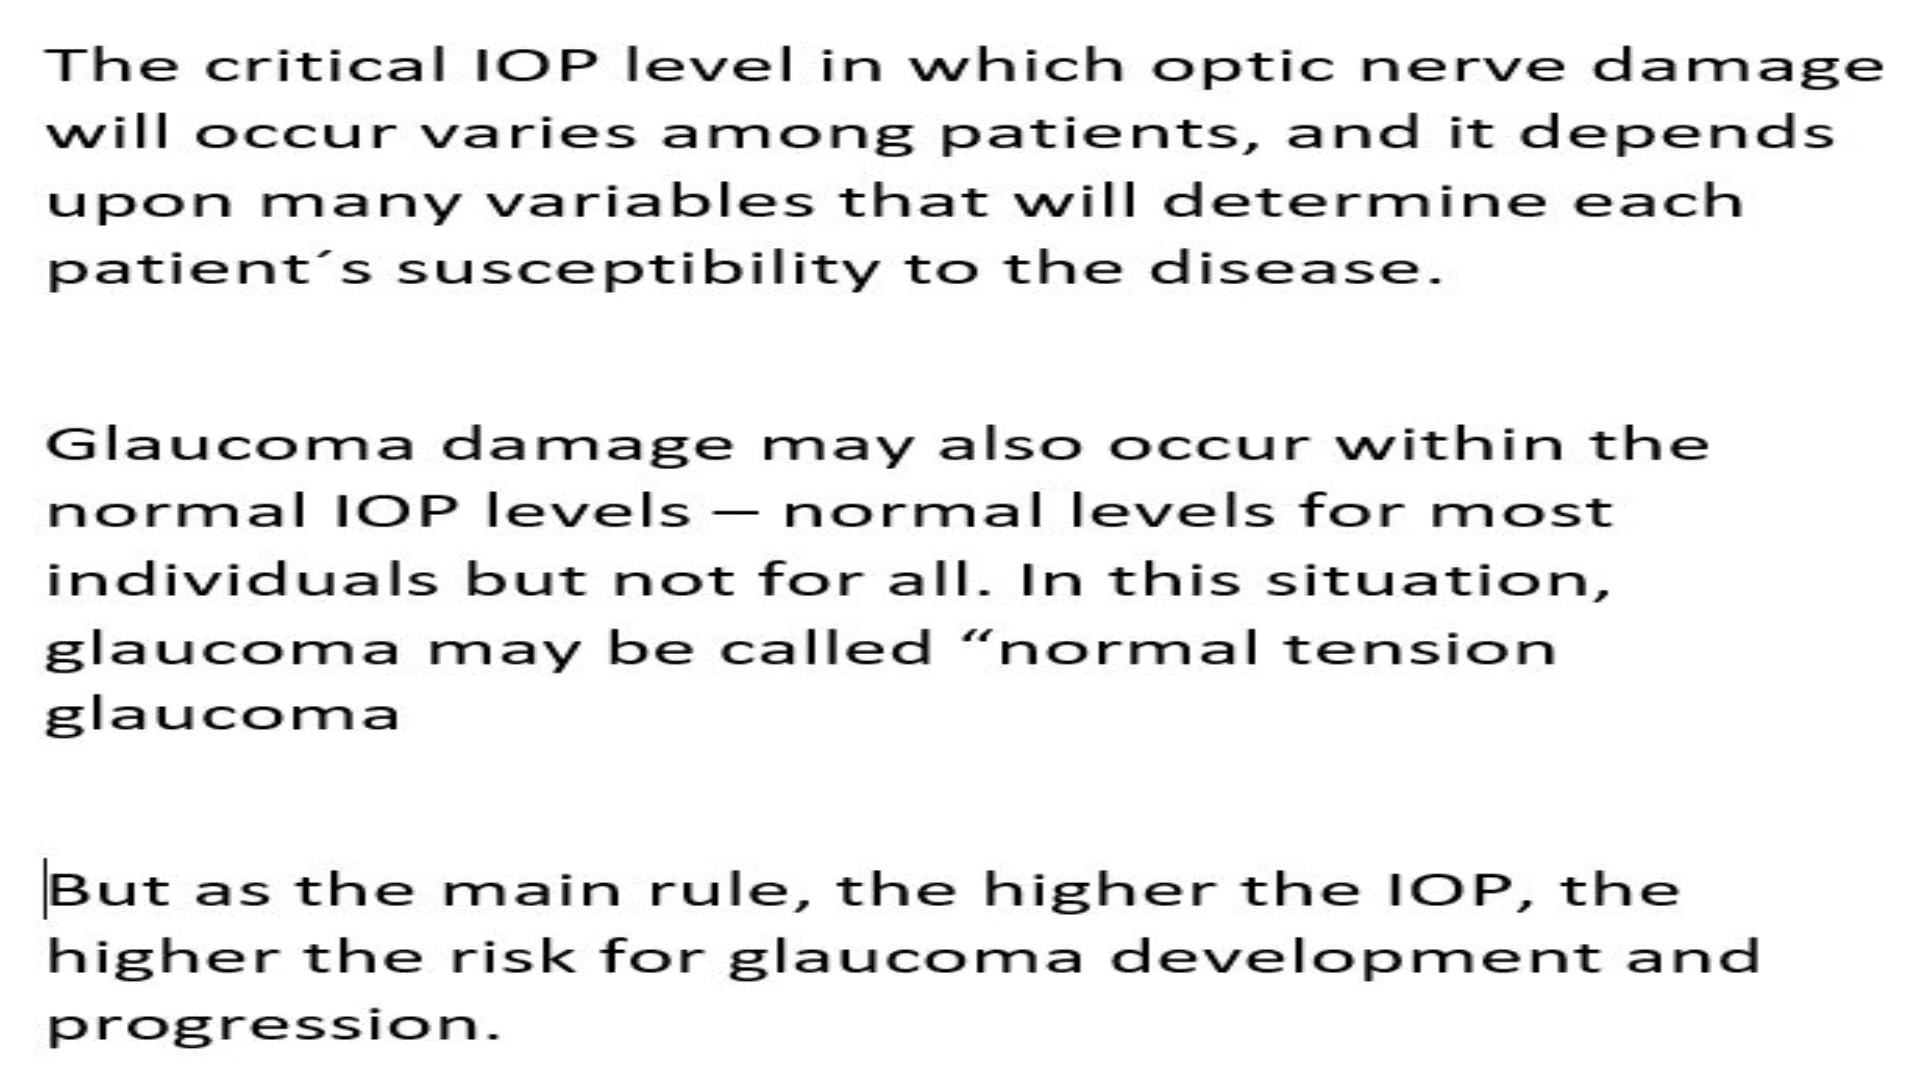 The critical IOP level in which optic nerve damage
will occur varies among patients, and it depends
upon many variables that will determine each
patient´s susceptibility to the disease.
Glaucoma damage may also occur within the
normal IOP levels – normal levels for most
individuals but not for all. In this situation,
glaucoma may be called “normal tension
glaucoma
But as the main rule, the higher the IOP, the
higher the risk for glaucoma development and
progression.